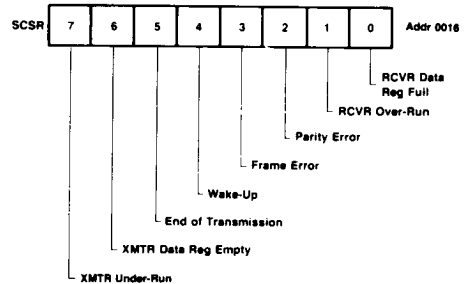 SCSR 7 6 5 4 3 2 1 0 Addr 0016
RCVR Data
Reg Full
RCVR Over-Run
Parity Error
Frame Error
Wake-Up
End of Transmission
XMTR Data Reg Empty
XMTR Under-Run